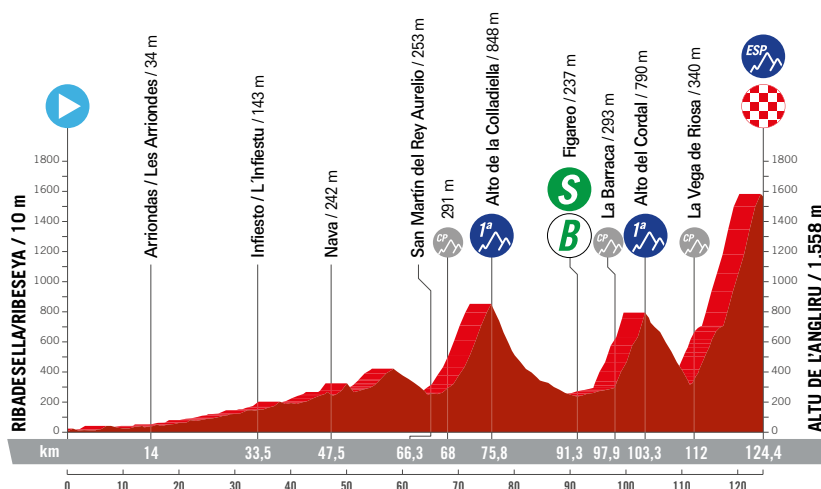 RIBADESELLA/RIBESEYA / 10 m
Arriondas / Les Arriondes / 34 m
Infiesto / L´Infiestu / 143 m
Nava / 242 m
San Martín del Rey Aurelio / 253 m
291 m
CP
Alto de la Colladiella / 848 m
1ª
Figareo / 237 m
S
B
La Barraca / 293 m
CP
Alto del Cordal / 790 m
1ª
La Vega de Riosa / 340 m
CP
ESP
ALTU DE L'ANGLIRU / 1.558 m
1800 1800
1600 1600
1400 1400
1200 1200
1000 1000
800 800
600 600
400 400
200 200
0 0
km 14 33,5 47,5 66,3 68 75,8 91,3 97,9 103,3 112 124,4
0 10 20 30 40 50 60 70 80 90 100 110 120